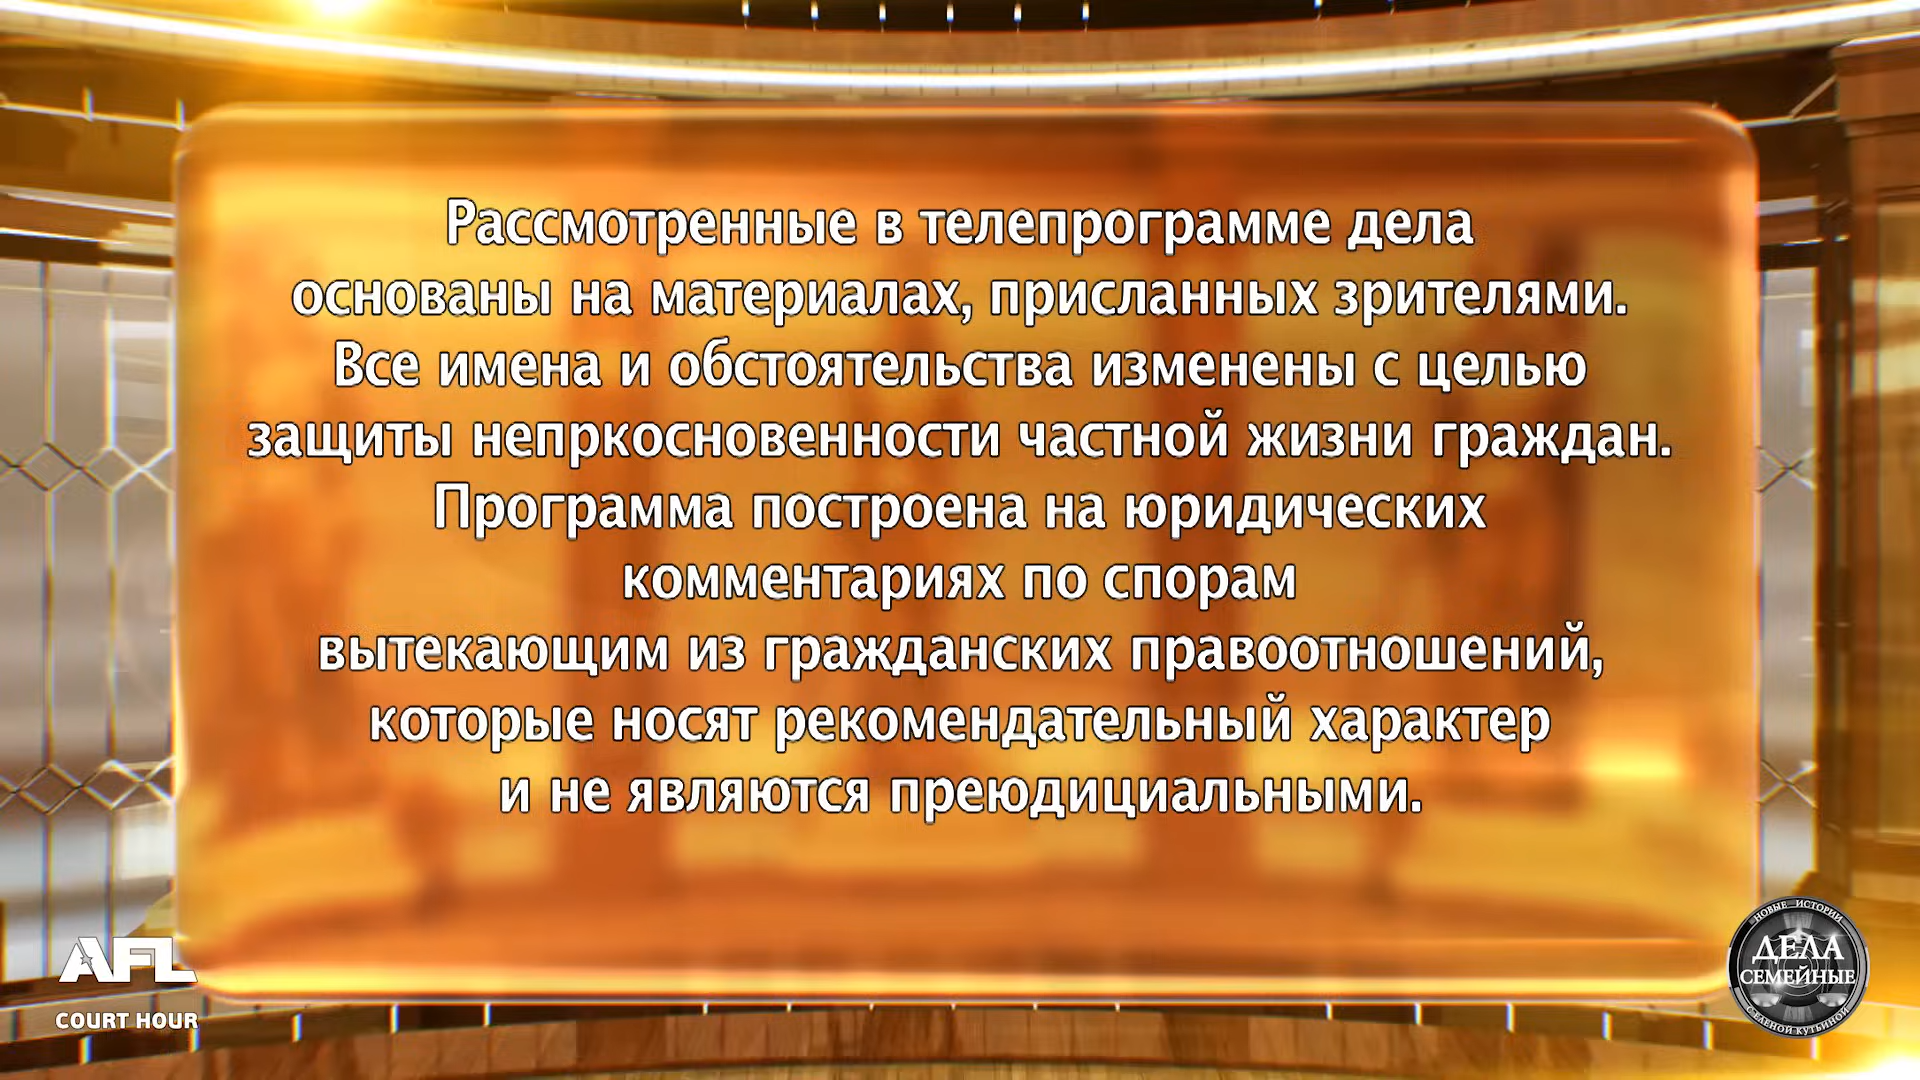 Рассмотренные в телепрограмме дела
основаны на материалах, присланных зрителями.
Все имена и обстоятельства изменены с целью
защиты непркосновенности частной жизни граждан.
Программа построена на юридических
комментариях по спорам
вытекающим из гражданских правоотношений,
которые носят рекомендательный характер
и не являются преюдициальными.
AFL
COURT HOUR
НОВЫЕ ИСТОРИИ
ДЕЛА
СЕМЕЙНЫЕ
С ЕЛЕНОЙ КУТЬИНОЙ